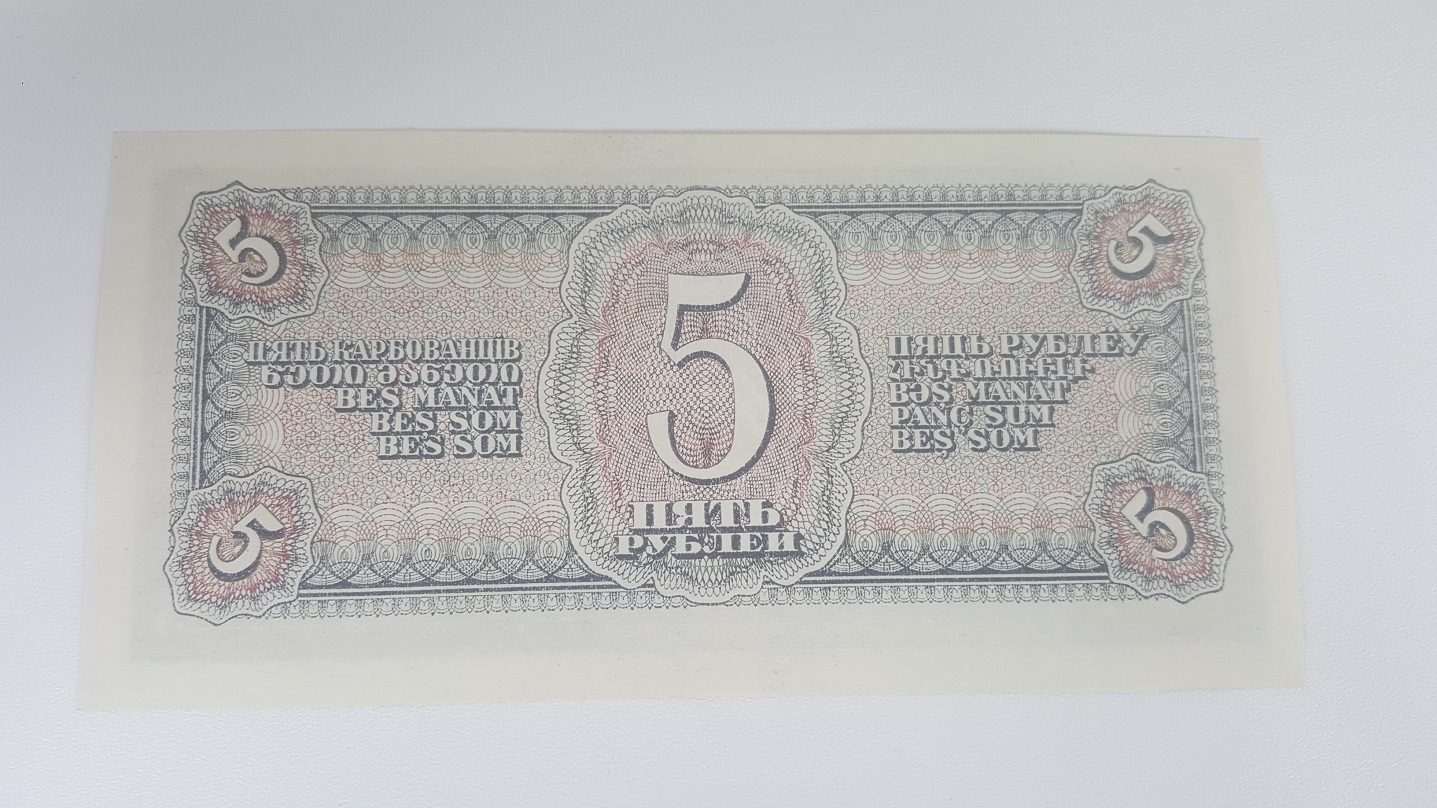 5
5
ПЯТЬ КАРБОВАНЦІВ
ხუთი მანეთი
BEŞ MANAT
BEŞ SOM
BEŞ SOM
5
ПЯТЬ
РУБЛЕЙ
ПЯЦЬ РУБЛЁЎ
ՀԻՆԳ ՌՈՒԲԼԻ
BƏŞ MANAT
PANÇ SUM
BEŞ SOM
5
5